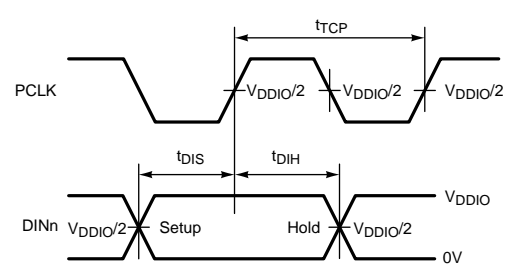 tTCP
PCLK VDDIO/2 VDDIO/2 VDDIO/2
tDIS tDIH
VDDIO
DINn VDDIO/2 Setup Hold VDDIO/2
0V